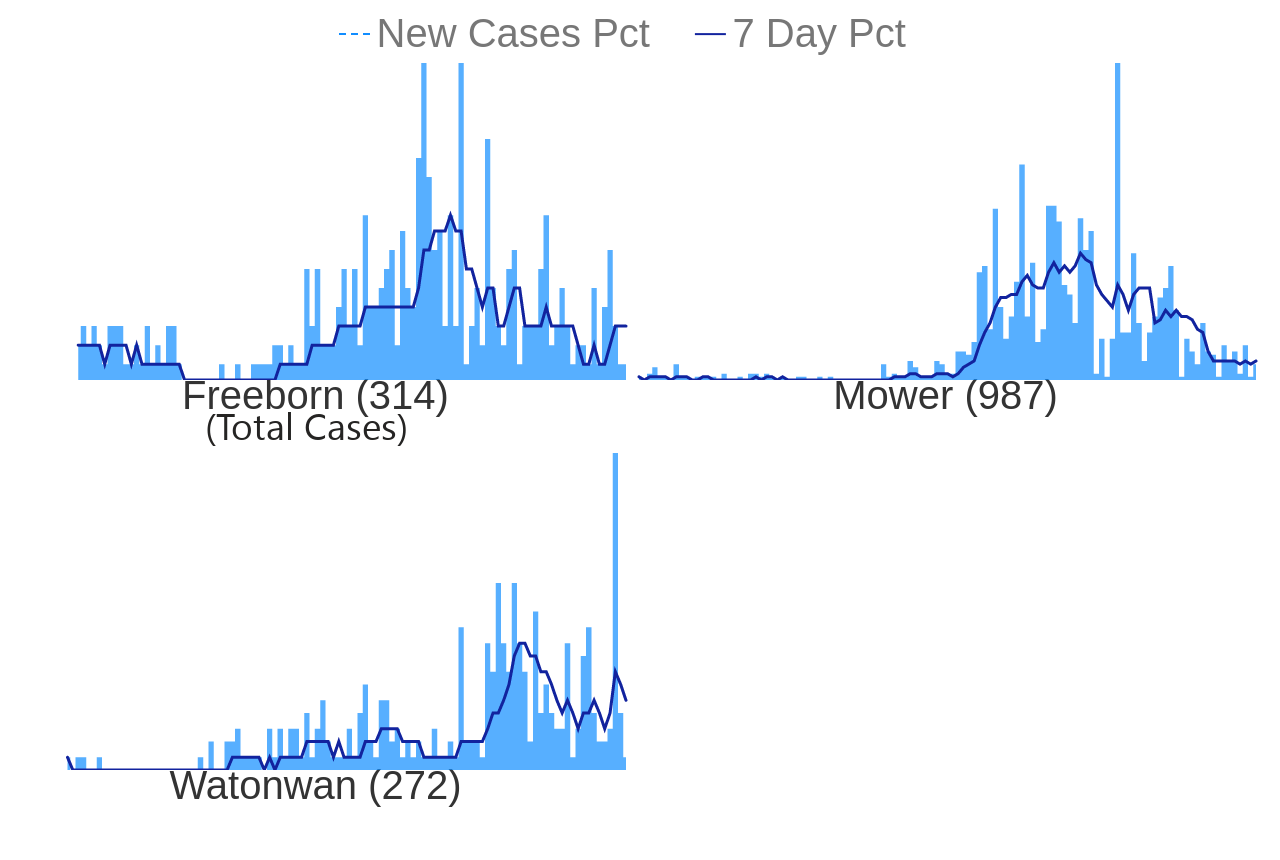 New Cases Pct 7 Day Pct
Freeborn (314)
(Total Cases)
Mower (987)
Watonwan (272)